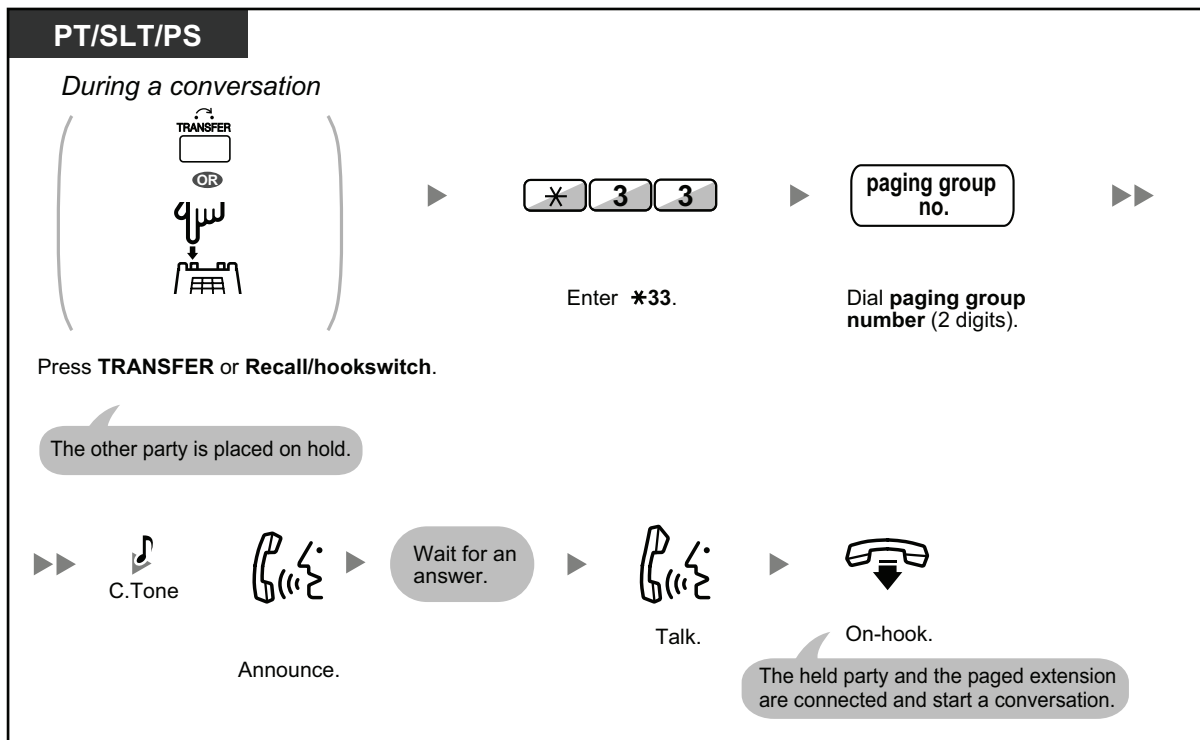 PT/SLT/PS
During a conversation
TRANSFER
OR
* 3 3
paging group
no.
Enter *33.
Dial paging group
number (2 digits).
Press TRANSFER or Recall/hookswitch.
The other party is placed on hold.
C.Tone
Announce.
Wait for an
answer.
Talk.
On-hook.
The held party and the paged extension
are connected and start a conversation.